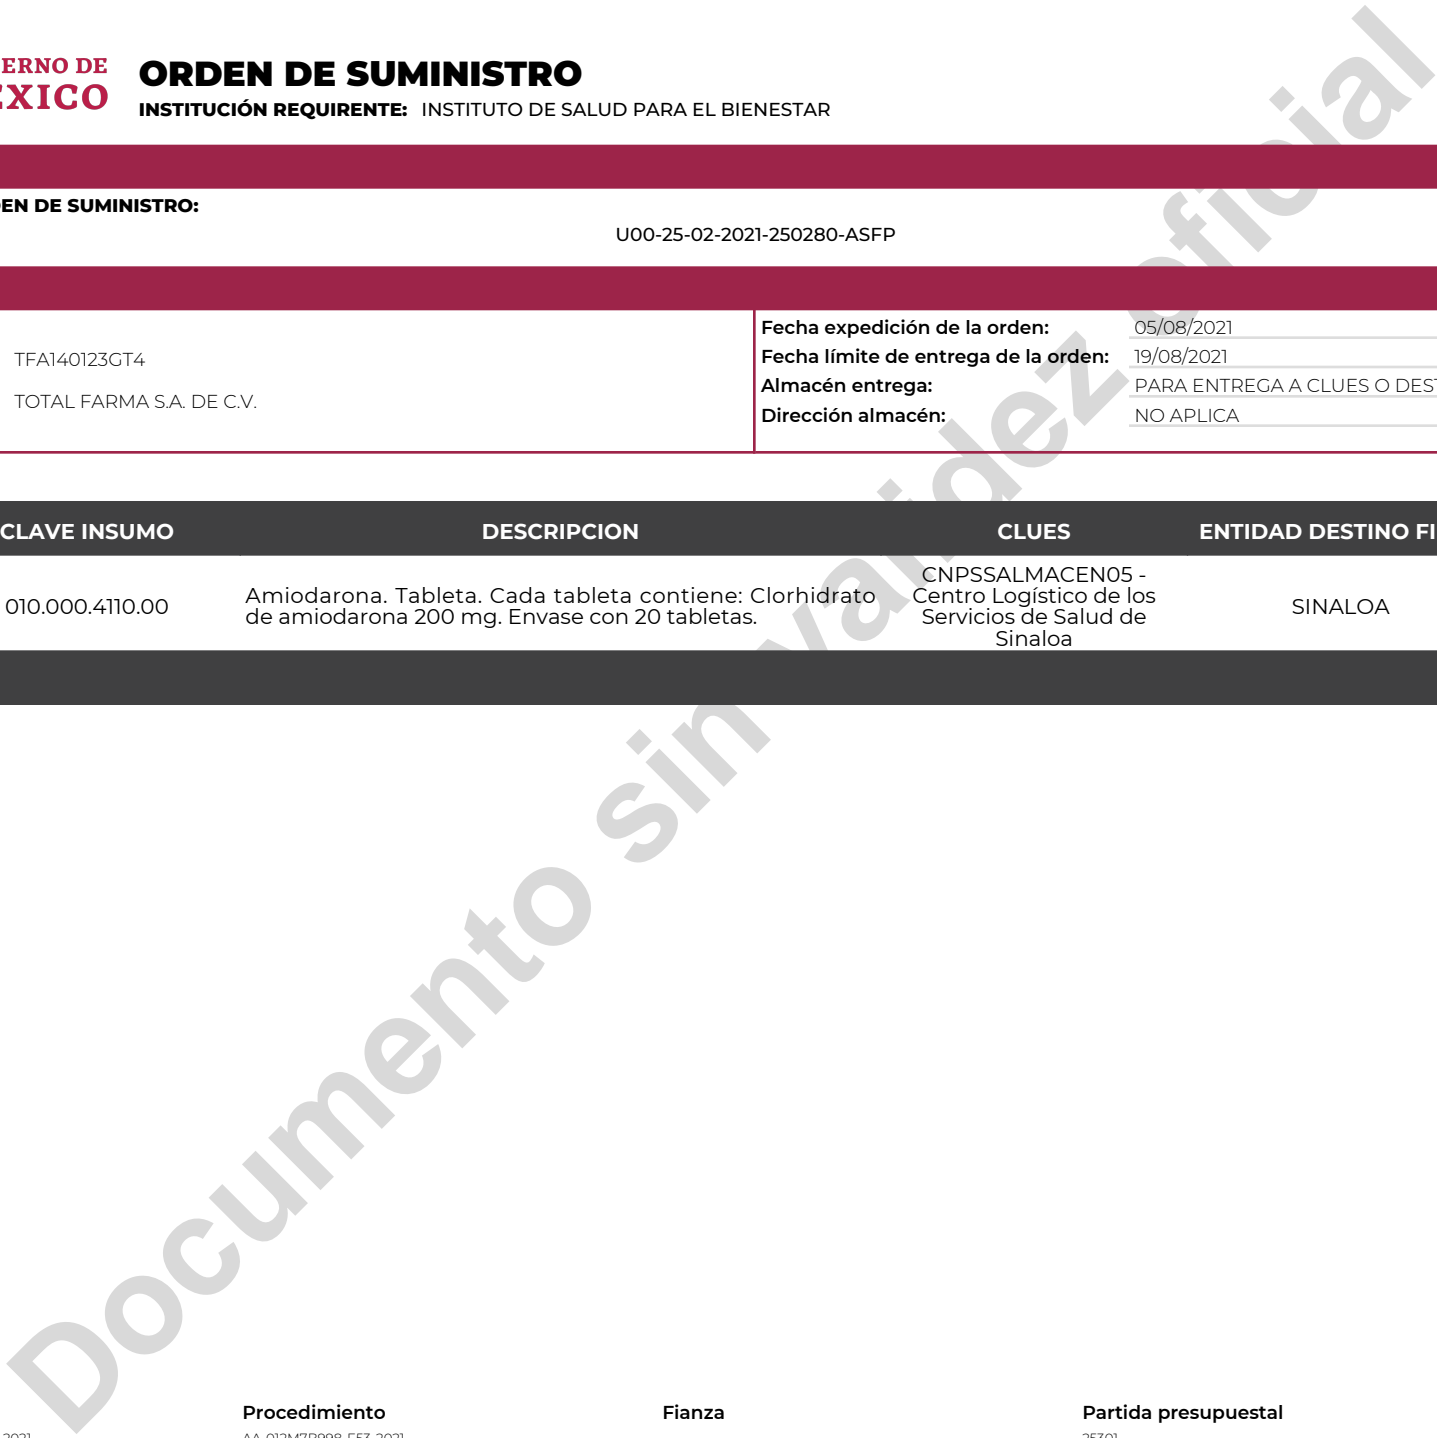 ERNO DE
EXICO
ORDEN DE SUMINISTRO
INSTITUCIÓN REQUIRENTE: INSTITUTO DE SALUD PARA EL BIENESTAR
EN DE SUMINISTRO:
U00-25-02-2021-250280-ASFP
TFA140123GT4
TOTAL FARMA S.A. DE C.V.
Fecha expedición de la orden: 05/08/2021
Fecha límite de entrega de la orden: 19/08/2021
Almacén entrega: PARA ENTREGA A CLUES O DEST
Dirección almacén: NO APLICA
CLAVE INSUMO DESCRIPCION CLUES ENTIDAD DESTINO FI
010.000.4110.00
Amiodarona. Tableta. Cada tableta contiene: Clorhidrato
de amiodarona 200 mg. Envase con 20 tabletas.
CNPSSALMACEN05 -
Centro Logístico de los
Servicios de Salud de
Sinaloa
SINALOA
Documento sin validez oficial
Procedimiento Fianza Partida presupuestal